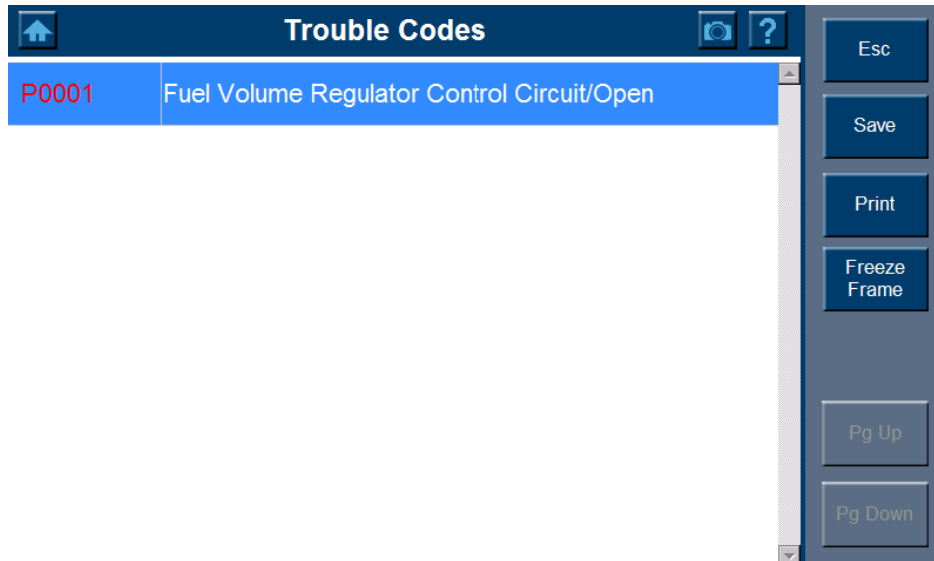 Trouble Codes
?
P0001 Fuel Volume Regulator Control Circuit/Open
Esc
Save
Print
Freeze
Frame
Pg Up
Pg Down